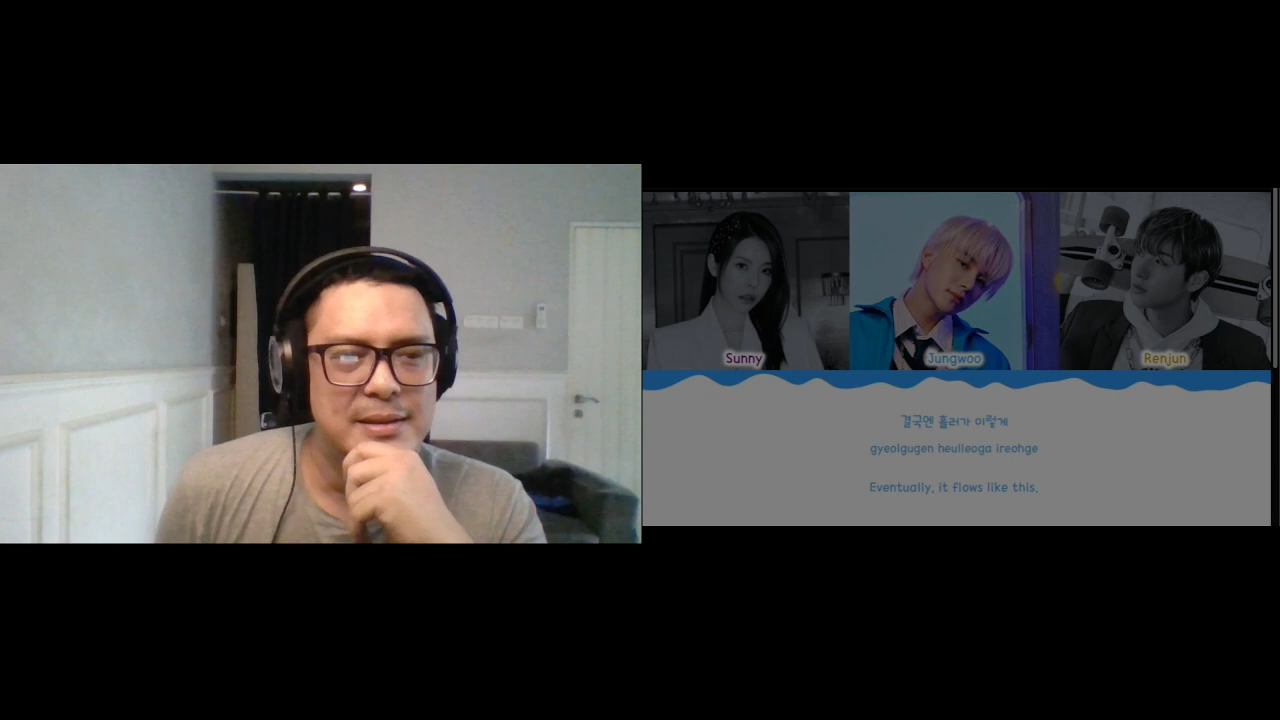 Sunny
Jungwoo
Renjun
결국엔 흘러가 이렇게
gyeolgugen heulleoga ireohge
Eventually, it flows like this.